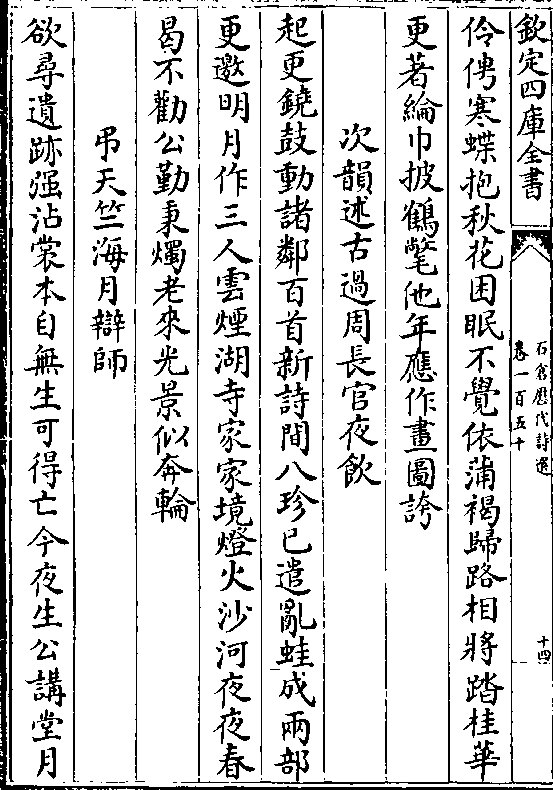 欽定四庫全書
石倉歷代詩選
卷一百五十
十四
伶俜寒蝶抱秋花困眠不覺依蒲褐歸路相將踏桂華
更著綸巾披鶴氅他年應作畫圖誇
次韻述古過周長官夜飲
起更鐃鼓動諸鄰百首新詩間八珍已遣亂蛙成兩部
更邀明月作三人雲煙湖寺家家境燈火沙河夜夜春
曷不勸公勤秉燭老來光景似奔輪
弔天竺海月辯師
欲尋遺跡强沾裳本自無生可得亡今夜生公講堂月